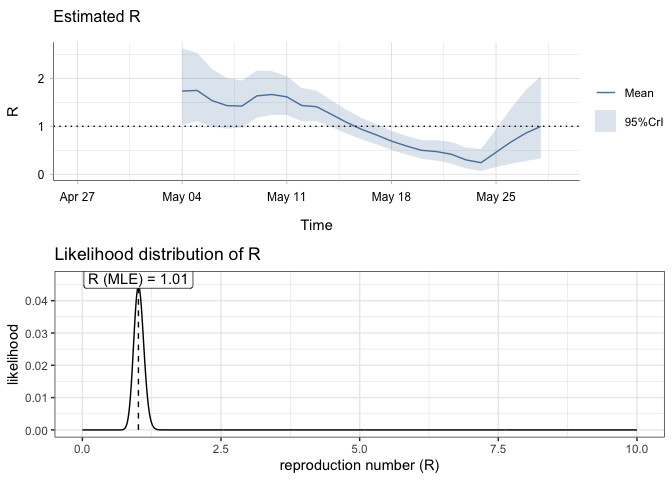 Estimated R
R
2
1
0
Apr 27 May 04 May 11 May 18 May 25
Time
Mean
95%CrI
Likelihood distribution of R
R (MLE) = 1.01
likelihood
0.04
0.03
0.02
0.01
0.00
0.0 2.5 5.0 7.5 10.0
reproduction number (R)